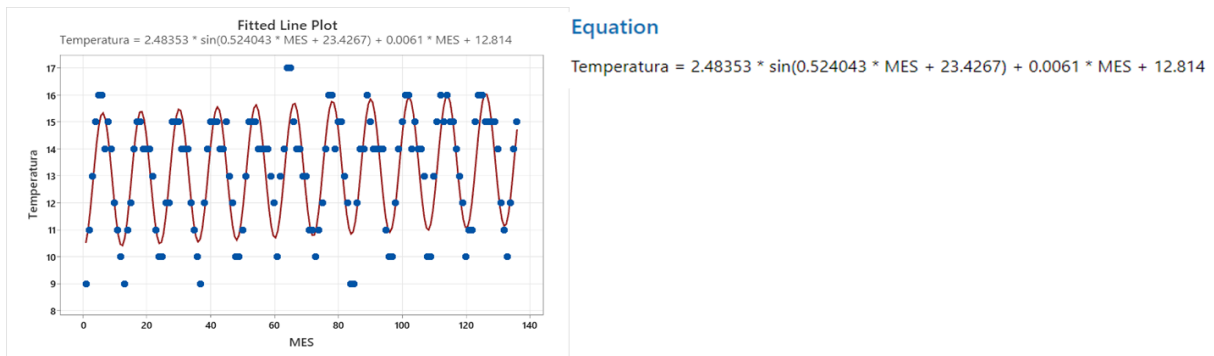 Fitted Line Plot
Temperatura = 2.48353 * sin(0.524043 * MES + 23.4267) + 0.0061 * MES + 12.814
17
16
15
14
13
12
11
10
9
8
Temperatura
0 20 40 60 80 100 120 140
MES
Equation
Temperatura = 2.48353 * sin(0.524043 * MES + 23.4267) + 0.0061 * MES + 12.814